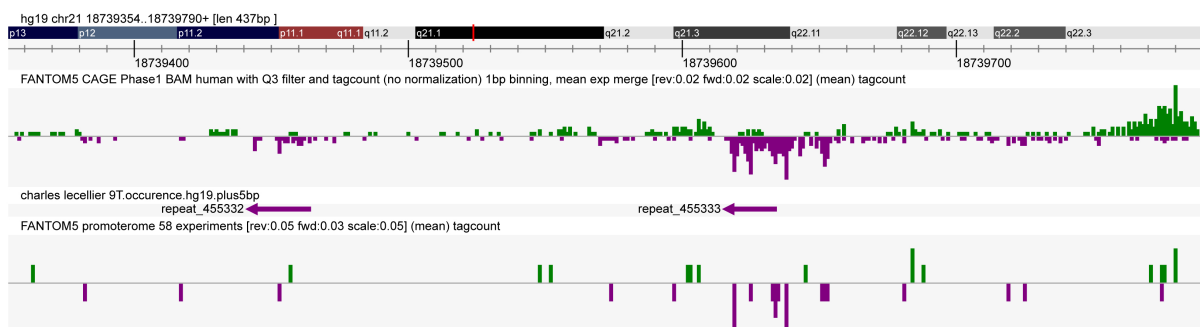 hg19 chr21 18739354..18739790+ [len 437bp ]
p13 p12 p11.2 p11.1 q11.1 q11.2 q21.1 q21.2 q21.3 q22.11 q22.12 q22.13 q22.2 q22.3
18739400 18739500 18739600 18739700
FANTOM5 CAGE Phase1 BAM human with Q3 filter and tagcount (no normalization) 1bp binning, mean exp merge [rev:0.02 fwd:0.02 scale:0.02] (mean) tagcount
charles lecellier 9T.occurence.hg19.plus5bp
repeat_455332 repeat_455333
FANTOM5 promoterome 58 experiments [rev:0.05 fwd:0.03 scale:0.05] (mean) tagcount